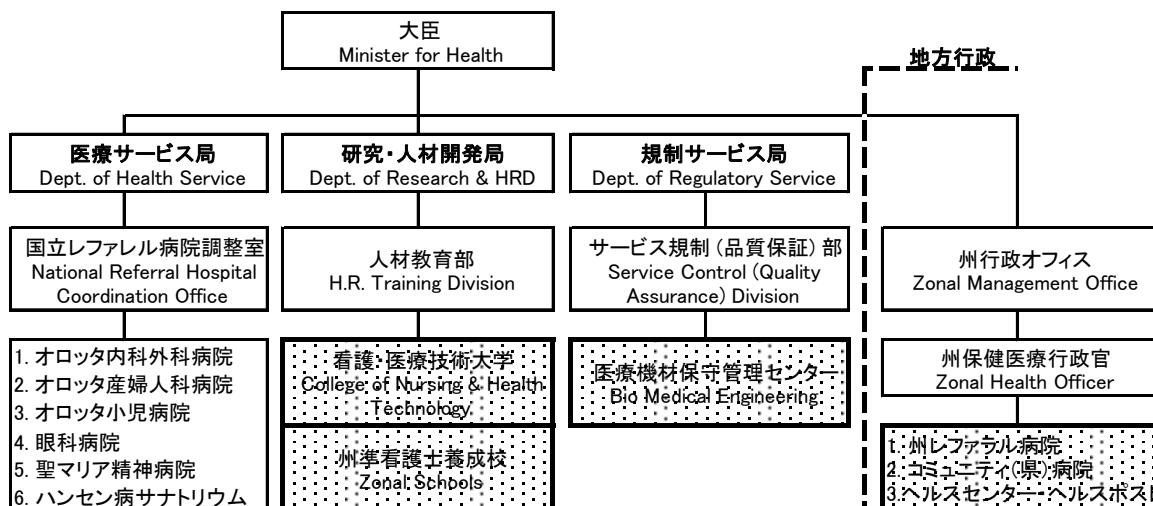 大臣
Minister for Health
地方行政
医療サービス局
Dept. of Health Service
研究・人材開発局
Dept. of Research & HRD
規制サービス局
Dept. of Regulatory Service
国立レファレル病院調整室
National Referral Hospital
Coordination Office
人材教育部
H.R. Training Division
サービス規制（品質保証）部
Service Control (Quality
Assurance) Division
州行政オフィス
Zonal Management Office
1. オロッタ内科外科病院
2. オロッタ産婦人科病院
3. オロッタ小児病院
4. 眼科病院
5. 聖マリア精神病院
6. ハンセン病サナトリウム
看護・医療技術大学
College of Nursing & Health
Technology
州準看護士養成校
Zonal Schools
医療機材保守管理センター
Bio Medical Engineering
州保健医療行政官
Zonal Health Officer
1. 州レファラル病院
2. コミュニティ（県）病院
3.ヘルスセンター・ヘルスポスト